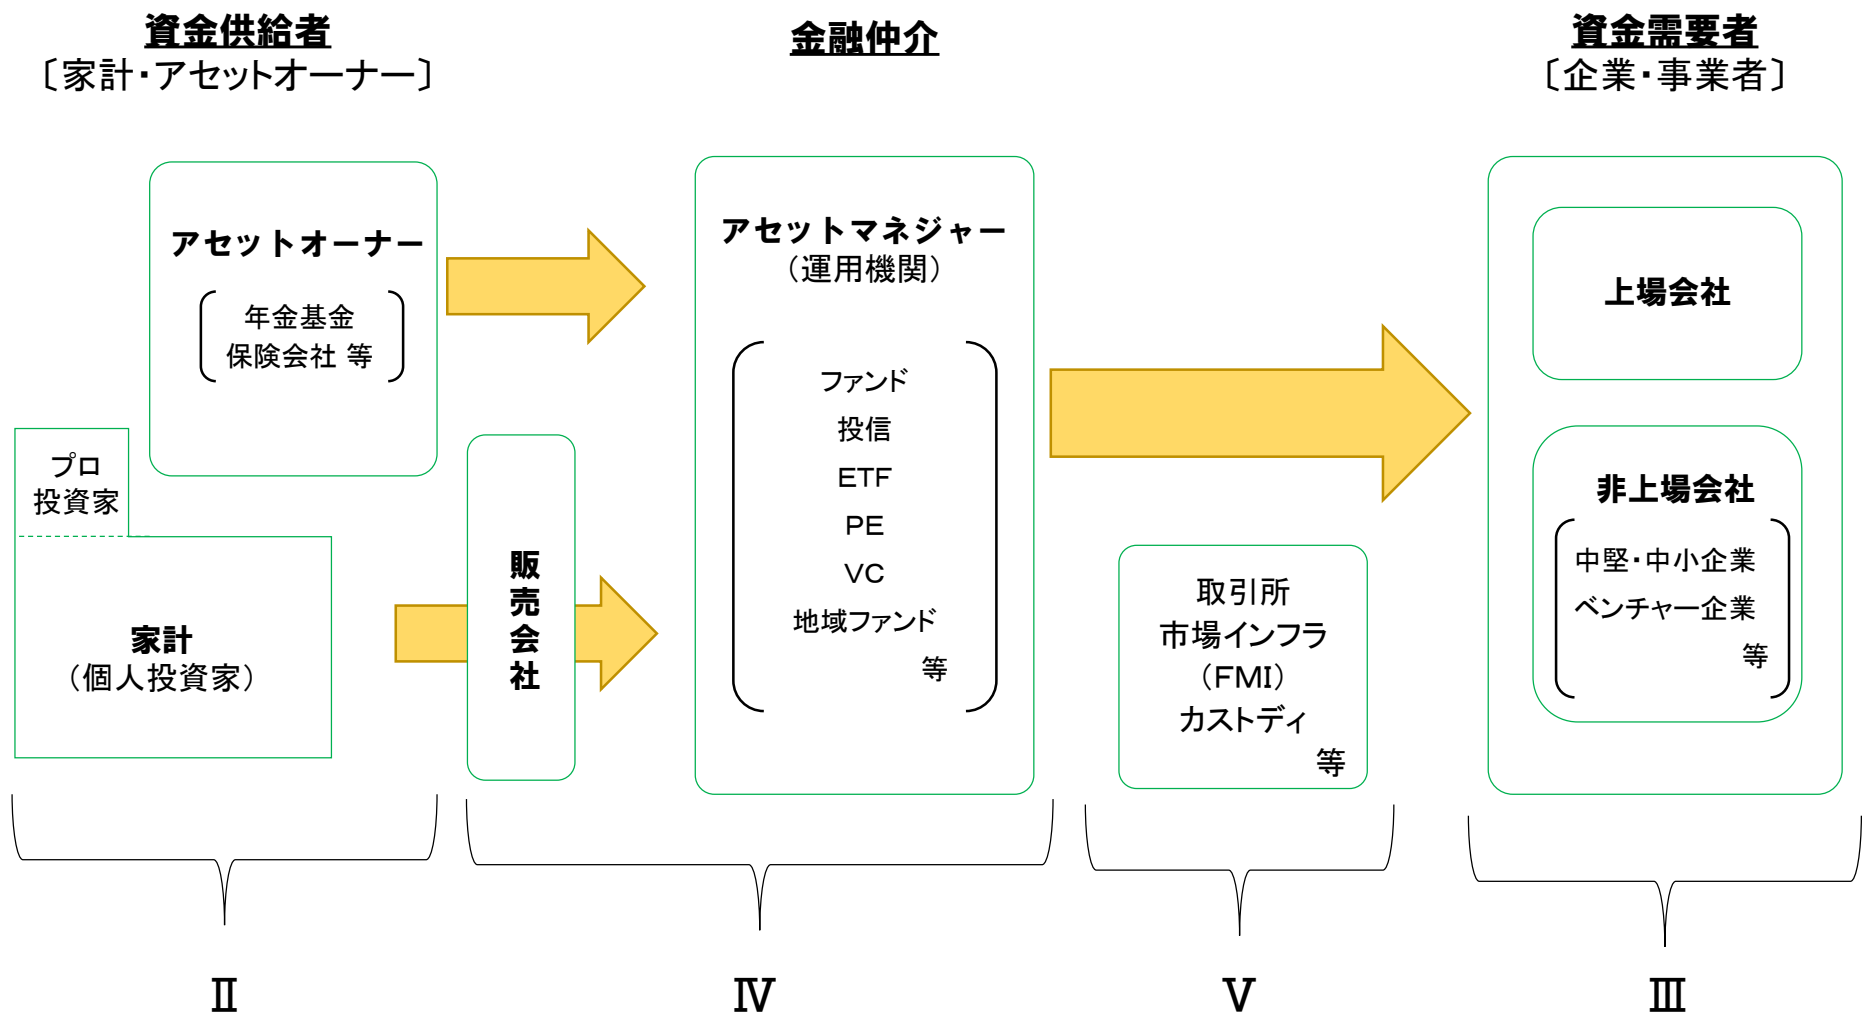 資金供給者
〔家計・アセットオーナー〕
金融仲介
資金需要者
〔企業・事業者〕
アセットオーナー
年金基金
保険会社 等
プロ
投資家
家計
（個人投資家）
販売会社
アセットマネジャー
（運用機関）
ファンド
投信
ETF
PE
VC
地域ファンド
等
取引所
市場インフラ
（FMI）
カストディ
等
上場会社
非上場会社
中堅・中小企業
ベンチャー企業
等
Ⅱ
Ⅳ
Ⅴ
Ⅲ